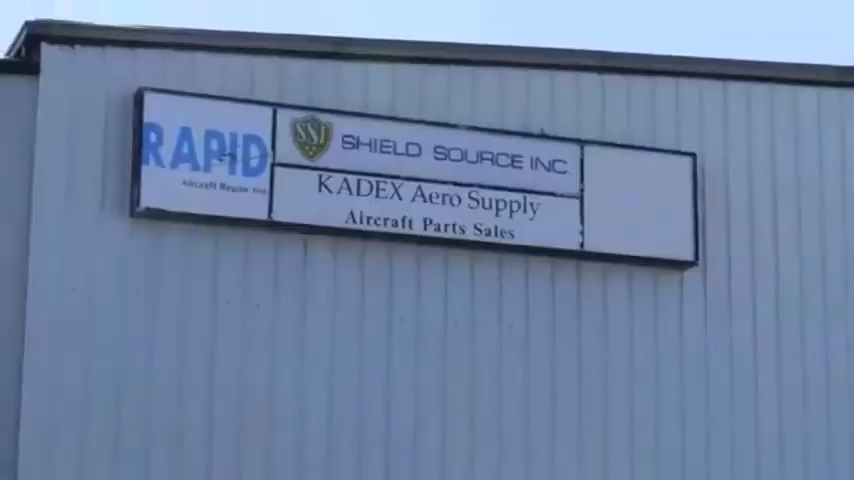 RAPID
Aircraft Repair Inc.
SSI
SHIELD SOURCE INC.
KADEX Aero Supply
Aircraft Parts Sales